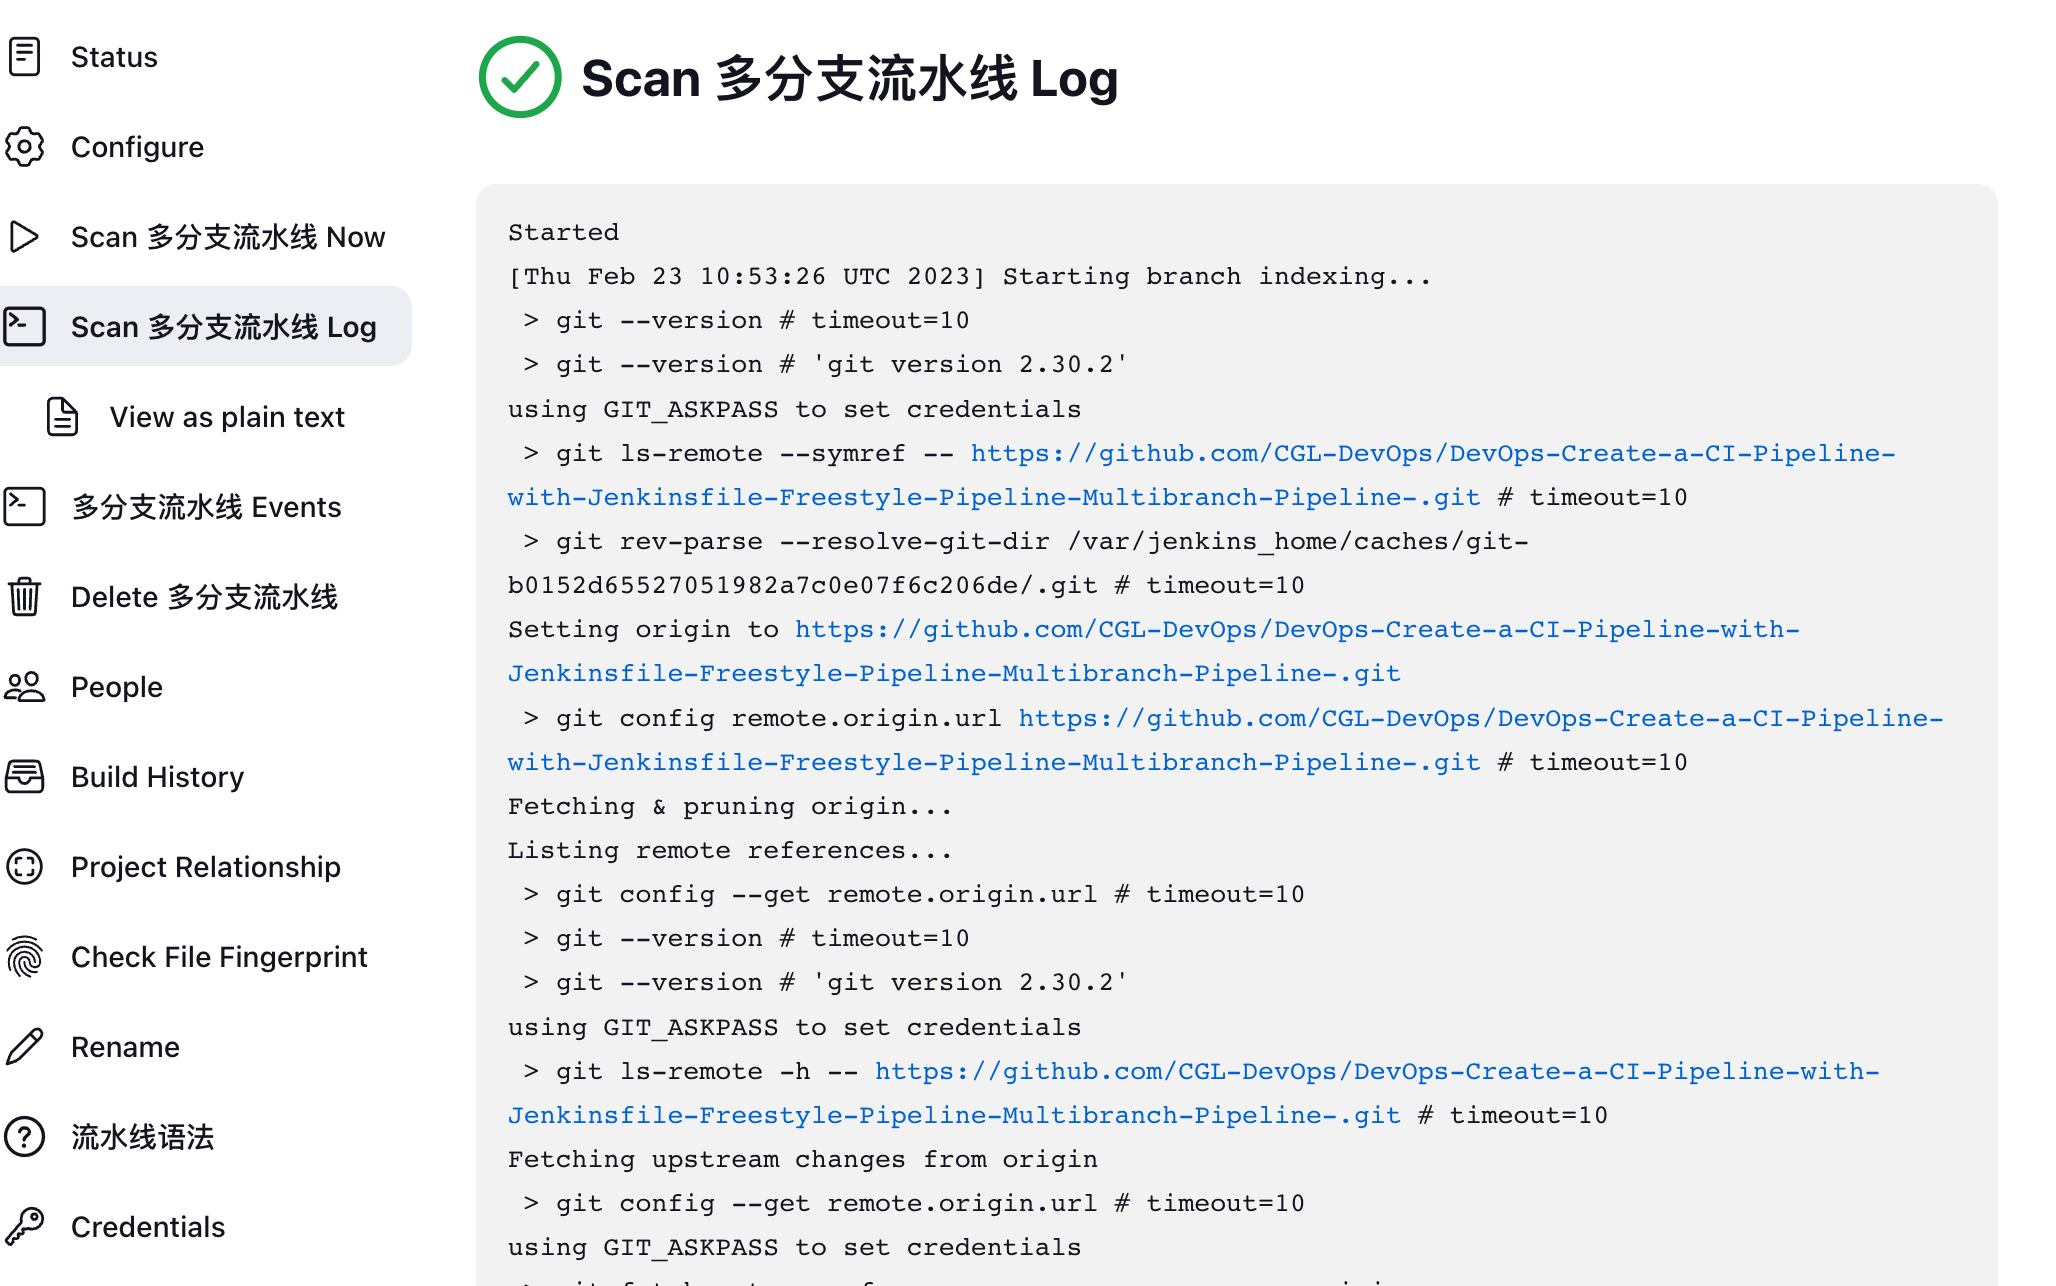 Status
Configure
Scan 多分支流水线 Now
Scan 多分支流水线 Log
View as plain text
多分支流水线 Events
Delete 多分支流水线
People
Build History
Project Relationship
Check File Fingerprint
Rename
流水线语法
Credentials
Scan 多分支流水线 Log
Started
[Thu Feb 23 10:53:26 UTC 2023] Starting branch indexing...
 > git --version # timeout=10
 > git --version # 'git version 2.30.2'
using GIT_ASKPASS to set credentials
 > git ls-remote --symref -- https://github.com/CGL-DevOps/DevOps-Create-a-CI-Pipeline-
with-Jenkinsfile-Freestyle-Pipeline-Multibranch-Pipeline-.git # timeout=10
 > git rev-parse --resolve-git-dir /var/jenkins_home/caches/git-
b0152d65527051982a7c0e07f6c206de/.git # timeout=10
Setting origin to https://github.com/CGL-DevOps/DevOps-Create-a-CI-Pipeline-with-
Jenkinsfile-Freestyle-Pipeline-Multibranch-Pipeline-.git
 > git config remote.origin.url https://github.com/CGL-DevOps/DevOps-Create-a-CI-Pipeline-
with-Jenkinsfile-Freestyle-Pipeline-Multibranch-Pipeline-.git # timeout=10
Fetching & pruning origin...
Listing remote references...
 > git config --get remote.origin.url # timeout=10
 > git --version # timeout=10
 > git --version # 'git version 2.30.2'
using GIT_ASKPASS to set credentials
 > git ls-remote -h -- https://github.com/CGL-DevOps/DevOps-Create-a-CI-Pipeline-with-
Jenkinsfile-Freestyle-Pipeline-Multibranch-Pipeline-.git # timeout=10
Fetching upstream changes from origin
 > git config --get remote.origin.url # timeout=10
using GIT_ASKPASS to set credentials